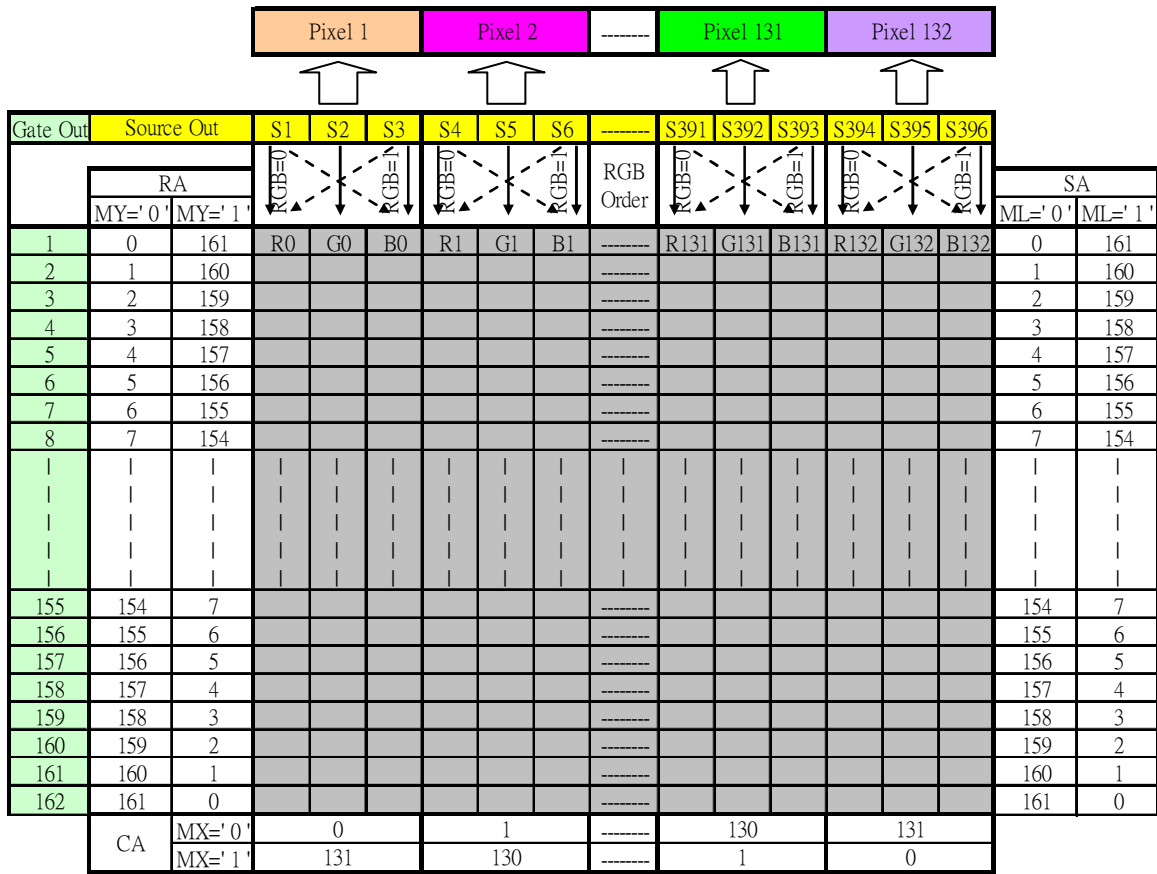 Pixel 1 Pixel 2 -------- Pixel 131 Pixel 132
Gate Out Source Out S1 S2 S3 S4 S5 S6 -------- S391 S392 S393 S394 S395 S396
RA RGB=0 RGB=1 RGB=0 RGB=1 RGB Order RGB=0 RGB=1 RGB=0 RGB=1 SA
MY=' 0 ' MY=' 1 ' ML=' 0 ' ML=' 1 '
1 0 161 R0 G0 B0 R1 G1 B1 -------- R131 G131 B131 R132 G132 B132 0 161
2 1 160 -------- 1 160
3 2 159 -------- 2 159
4 3 158 -------- 3 158
5 4 157 -------- 4 157
6 5 156 -------- 5 156
7 6 155 -------- 6 155
8 7 154 -------- 7 154
155 154 7 -------- 154 7
156 155 6 -------- 155 6
157 156 5 -------- 156 5
158 157 4 -------- 157 4
159 158 3 -------- 158 3
160 159 2 -------- 159 2
161 160 1 -------- 160 1
162 161 0 -------- 161 0
CA MX=' 0 ' 0 1 -------- 130 131
MX=' 1 ' 131 130 -------- 1 0